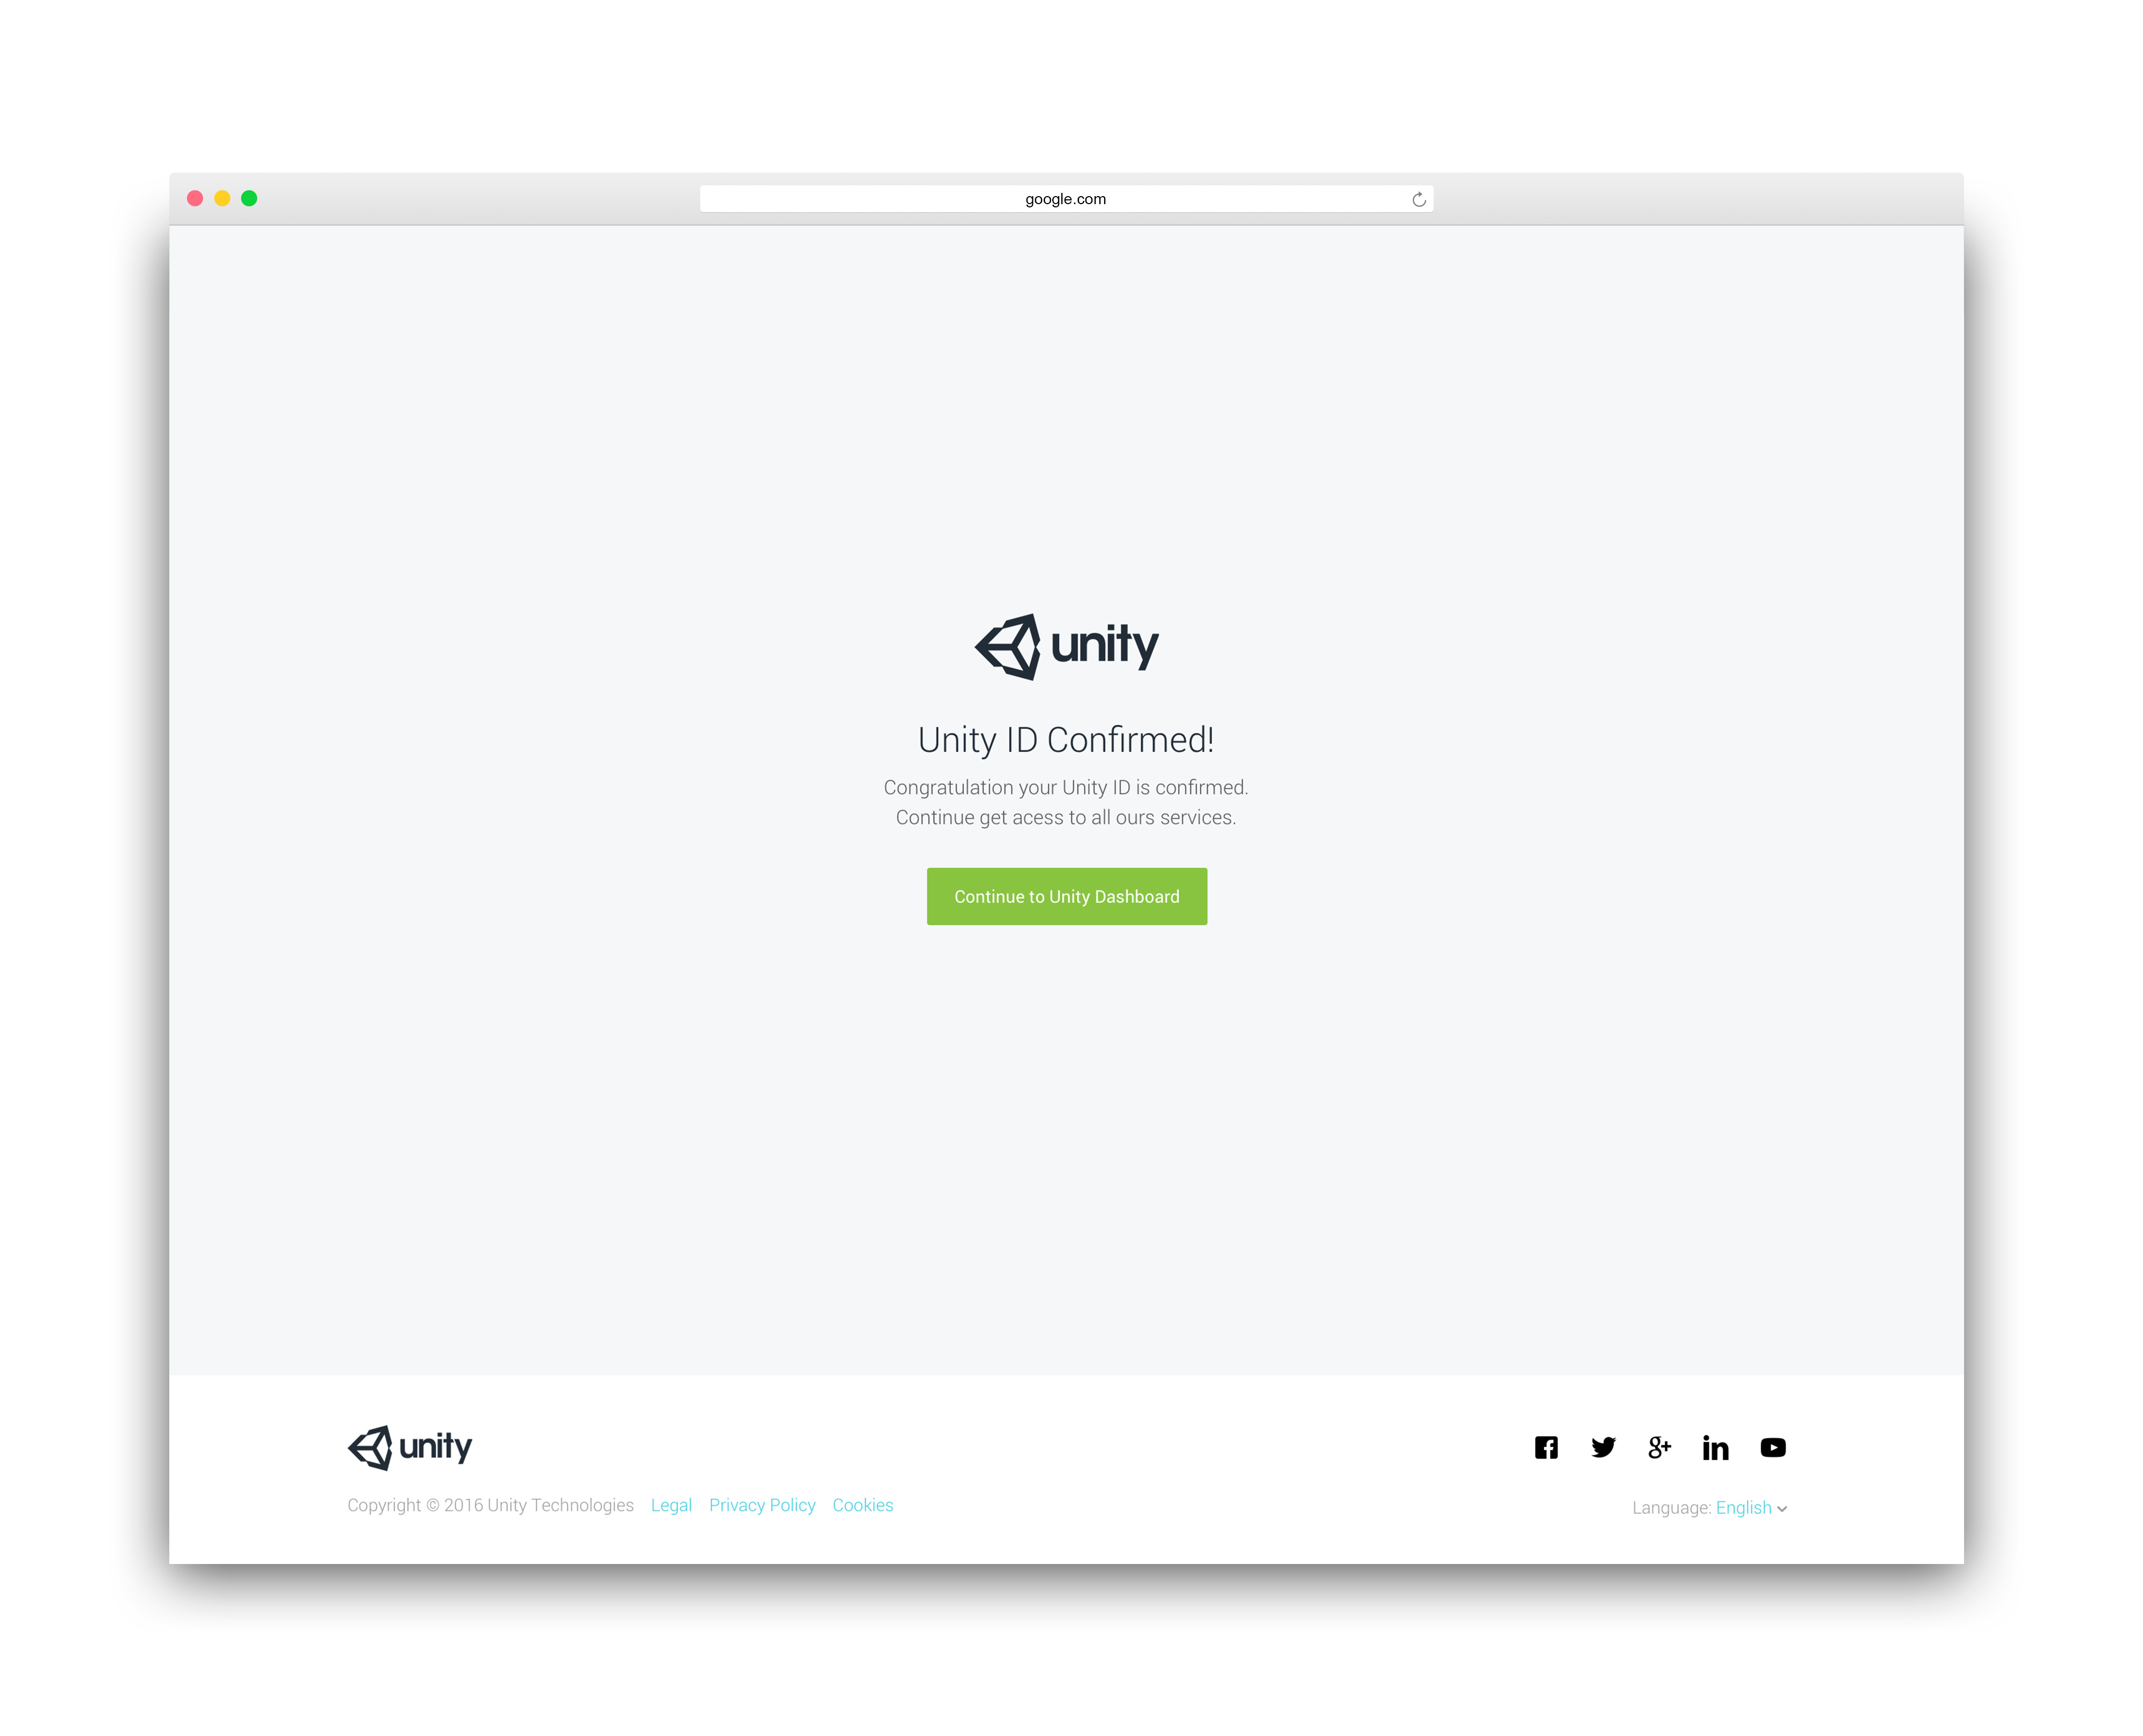 google.com
unity
Unity ID Confirmed!
Congratulation your Unity ID is confirmed.
Continue get acess to all ours services.
Continue to Unity Dashboard
unity
Copyright © 2016 Unity Technologies Legal Privacy Policy Cookies
Language: English